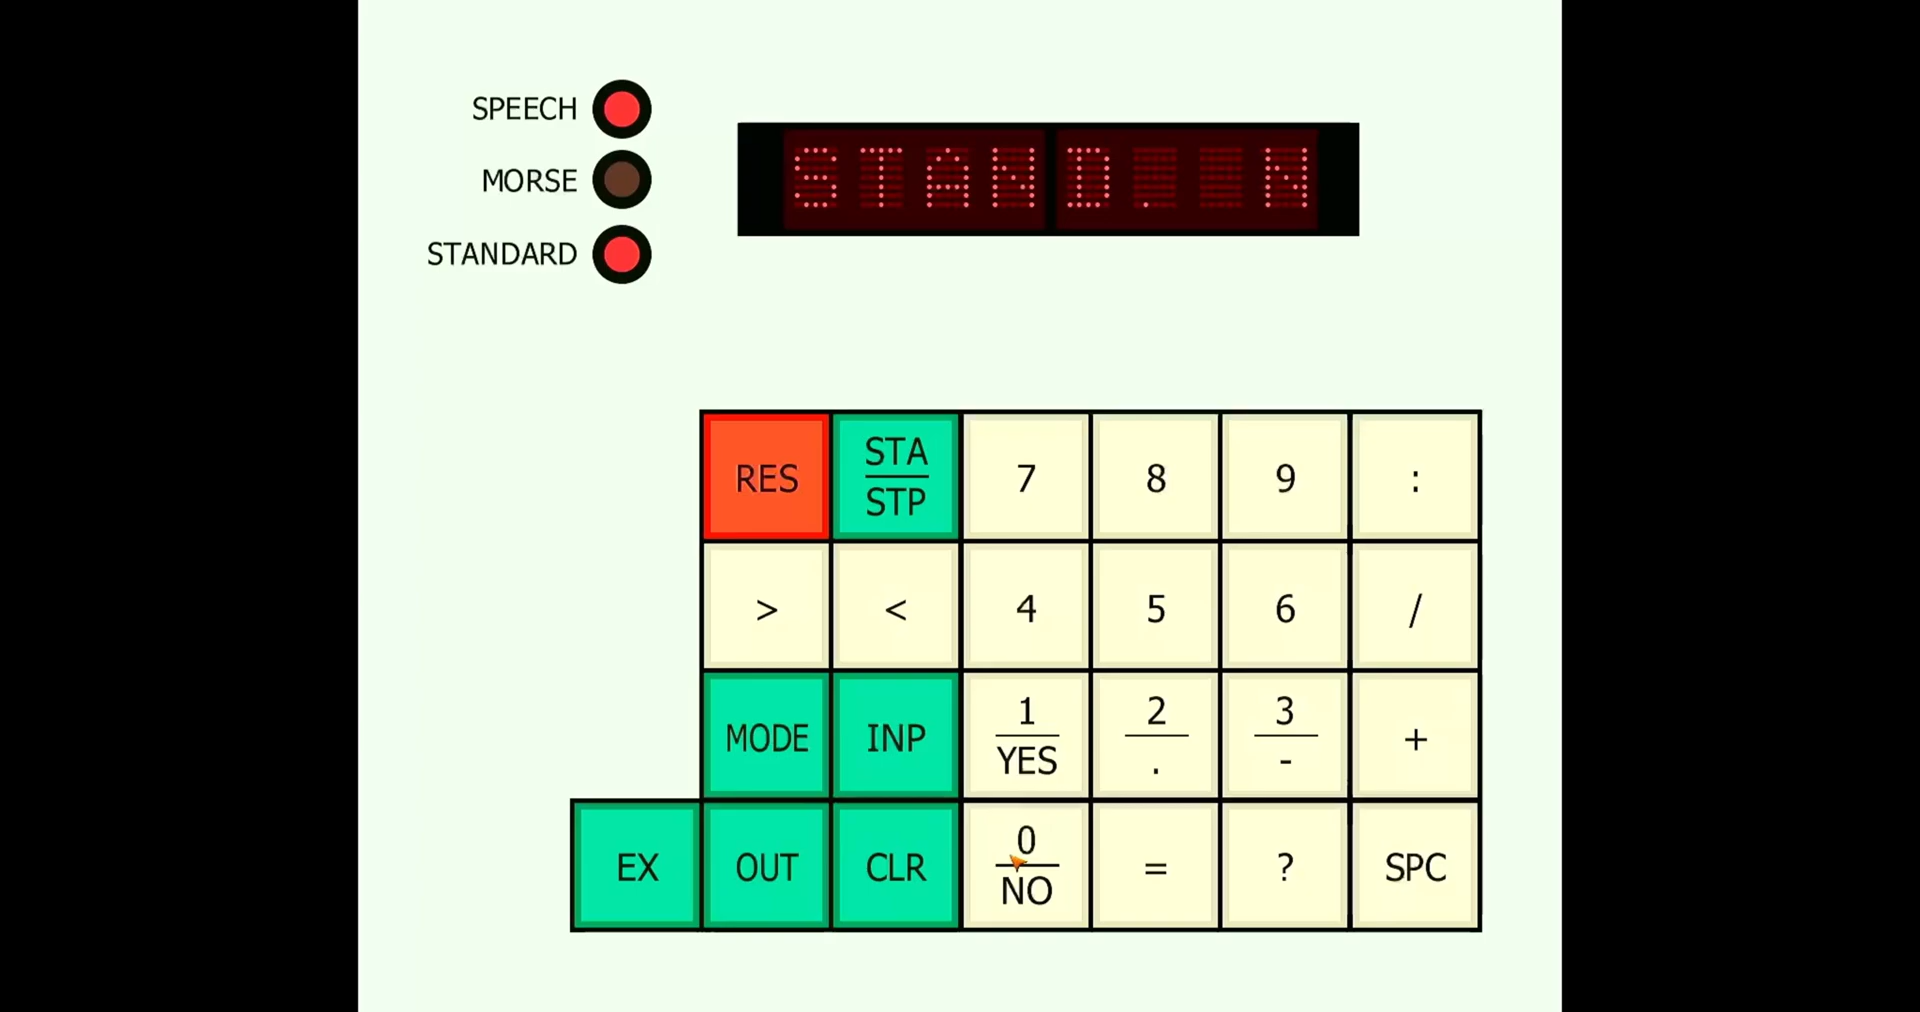 SPEECH
MORSE
STANDARD
STAND. N
RES STA/STP 7 8 9 :
> < 4 5 6 /
MODE INP 1/YES 2/. 3/- +
EX OUT CLR 0/NO = ? SPC